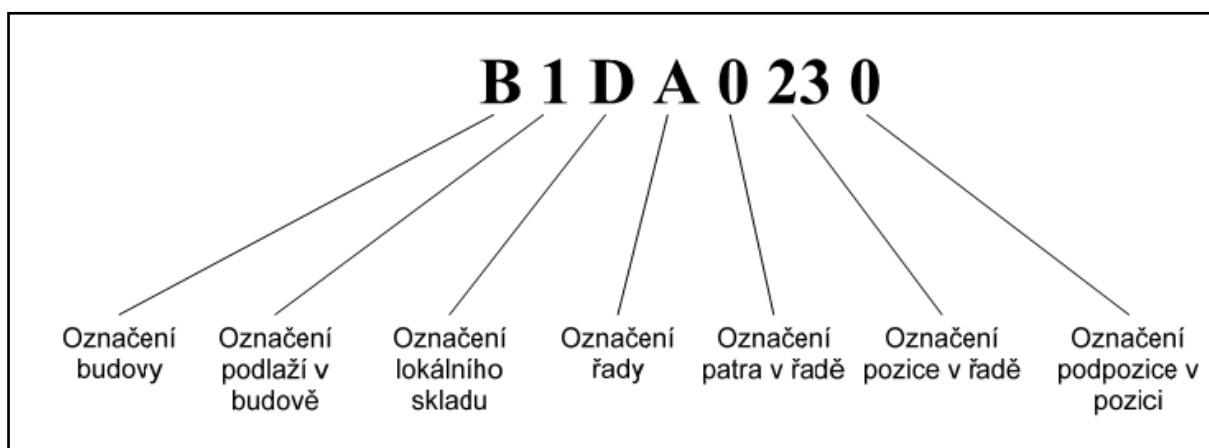 B 1 D A 0 23 0
Označení budovy
Označení podlaží v budově
Označení lokálního skladu
Označení řady
Označení patra v řadě
Označení pozice v řadě
Označení podpozice v pozici